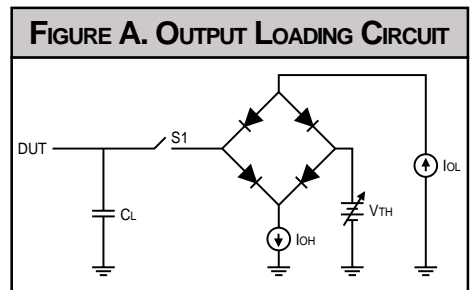 FIGURE A. OUTPUT LOADING CIRCUIT
S1
DUT
IOL
CL
VTH
IOH